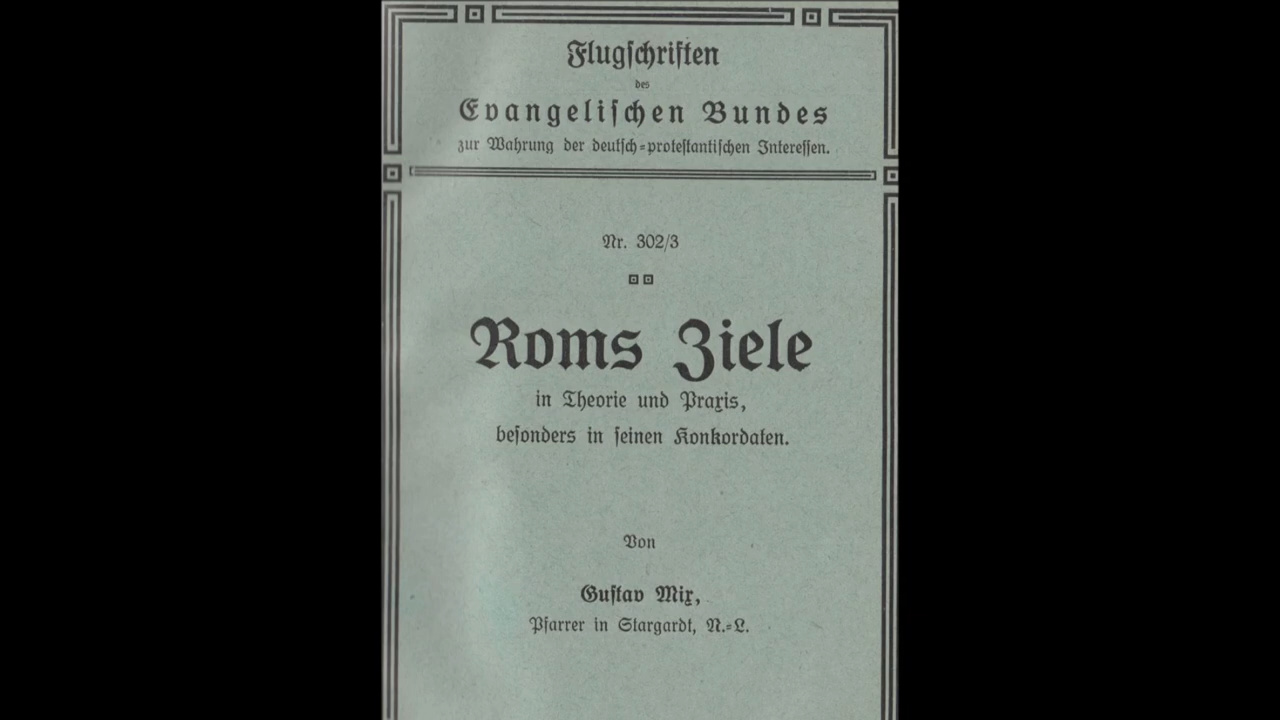 Flugschriften
des
Evangelischen Bundes
zur Wahrung der deutsch-protestantischen Interessen.
Nr. 302/3
Roms Ziele
in Theorie und Praxis,
besonders in seinen Konkordaten.
Von
Gustav Mix,
Pfarrer in Stargardt, N.-L.